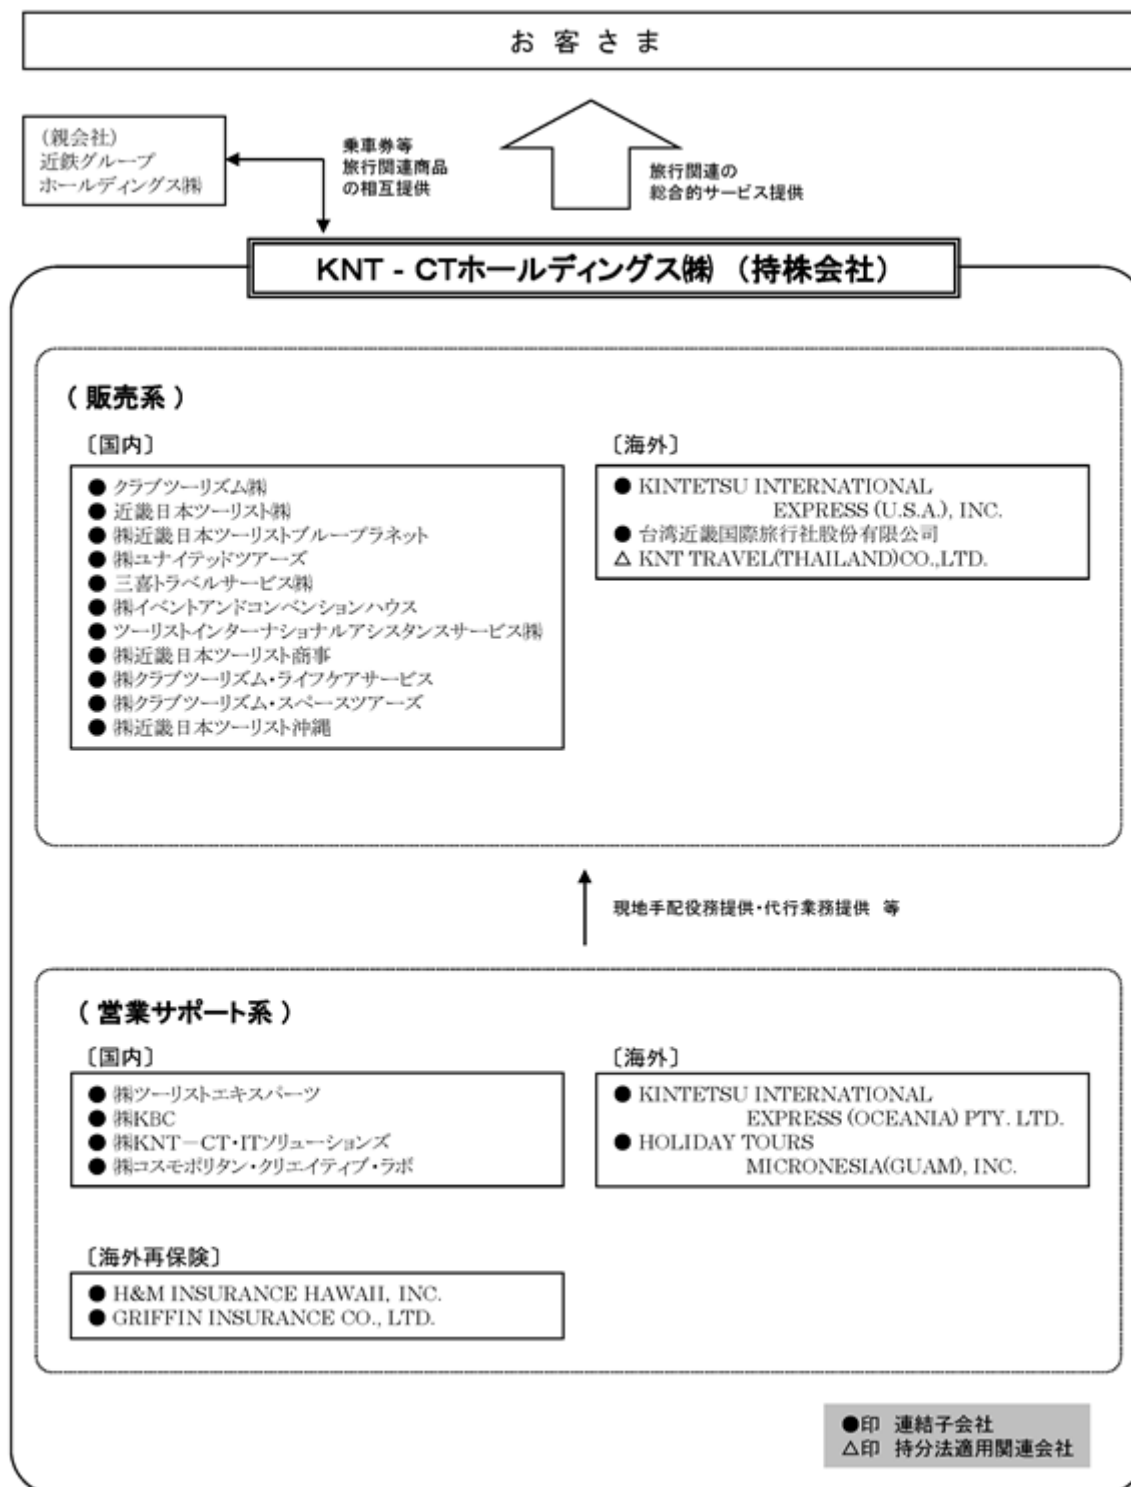 お客さま
(親会社)
近鉄グループ
ホールディングス㈱
乗車券等
旅行関連商品
の相互提供
旅行関連の
総合的サービス提供
KNT - CTホールディングス㈱ (持株会社)
( 販売系 )
〔国内〕
● クラブツーリズム㈱
● 近畿日本ツーリスト㈱
● ㈱近畿日本ツーリストブループラネット
● ㈱ユナイテッドツアーズ
● 三喜トラベルサービス㈱
● ㈱イベントアンドコンベンションハウス
● ツーリストインターナショナルアシスタンスサービス㈱
● ㈱近畿日本ツーリスト商事
● ㈱クラブツーリズム・ライフケアサービス
● ㈱クラブツーリズム・スペースツアーズ
● ㈱近畿日本ツーリスト沖縄
〔海外〕
● KINTETSU INTERNATIONAL
EXPRESS (U.S.A.), INC.
● 台湾近畿国際旅行社股份有限公司
△ KNT TRAVEL(THAILAND)CO.,LTD.
現地手配役務提供・代行業務提供 等
( 営業サポート系 )
〔国内〕
● ㈱ツーリストエキスパーツ
● ㈱KBC
● ㈱KNT－CT・ITソリューションズ
● ㈱コスモポリタン・クリエイティブ・ラボ
〔海外〕
● KINTETSU INTERNATIONAL
EXPRESS (OCEANIA) PTY. LTD.
● HOLIDAY TOURS
MICRONESIA(GUAM), INC.
〔海外再保険〕
● H&M INSURANCE HAWAII, INC.
● GRIFFIN INSURANCE CO., LTD.
●印 連結子会社
△印 持分法適用関連会社